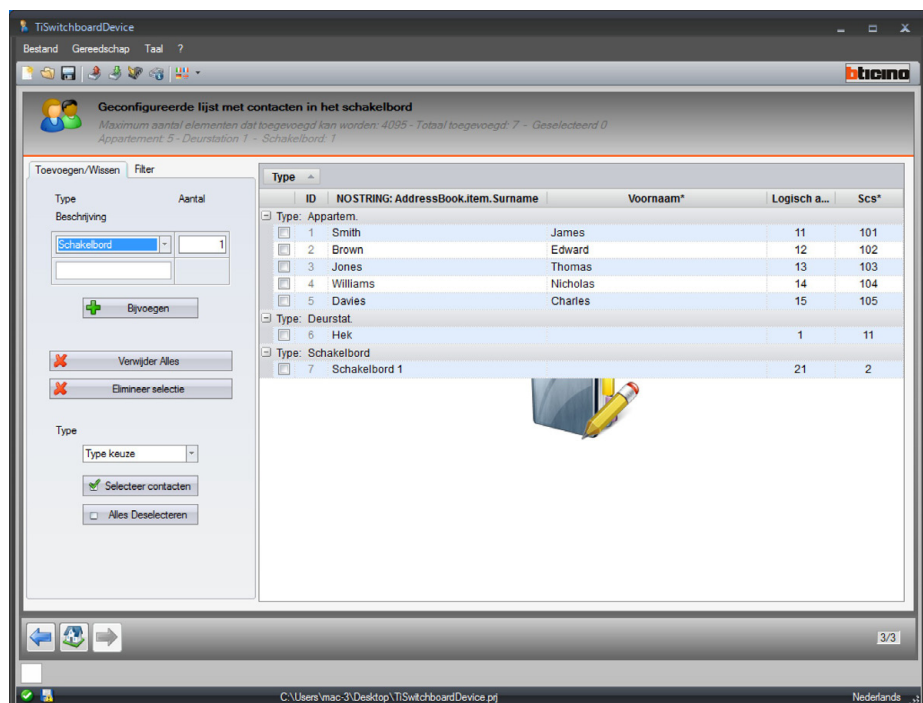 TiSwitchboardDevice
Bestand Gereedschap Taal ?
bticino
Geconfigureerde lijst met contacten in het schakelbord
Maximum aantal elementen dat toegevoegd kan worden: 4095 - Totaal toegevoegd: 7 - Geselecteerd 0
Appartement: 5 - Deurstation 1 - Schakelbord: 1
Toevoegen/Wissen Filter
Type Aantal
Beschrijving
Schakelbord 1
Bijvoegen
Verwijder Alles
Elimineer selectie
Type
Type keuze
Selecteer contacten
Alles Deselecteren
Type
ID NOSTRING: AddressBook.item.Surname Voornaam* Logisch a... Scs*
Type: Appartem.
1 Smith James 11 101
2 Brown Edward 12 102
3 Jones Thomas 13 103
4 Williams Nicholas 14 104
5 Davies Charles 15 105
Type: Deurstat.
6 Hek 1 11
Type: Schakelbord
7 Schakelbord 1 21 2
3/3
C:\Users\mac-3\Desktop\TiSwitchboardDevice.prj Nederlands